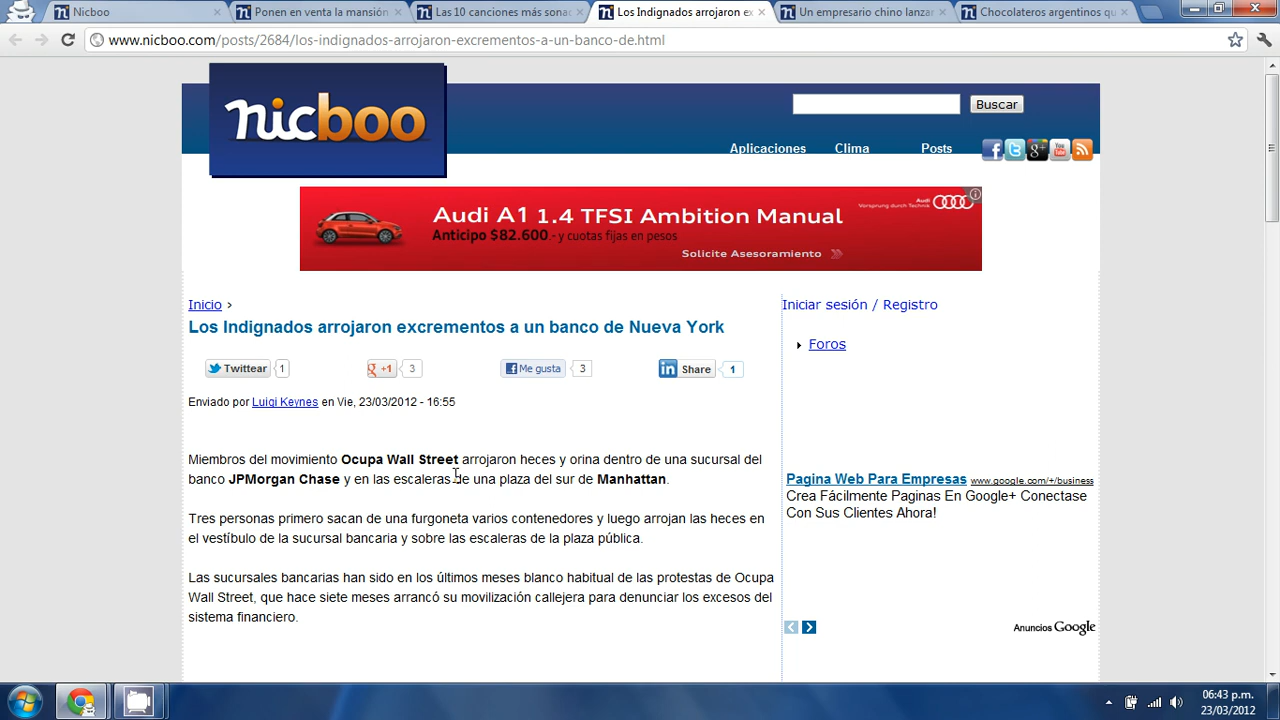 Nicboo
Ponen en venta la mansión
Las 10 canciones más sona
Los Indignados arrojaron ex
Un empresario chino lanzar
Chocolateros argentinos qu
www.nicboo.com/posts/2684/los-indignados-arrojaron-excrementos-a-un-banco-de.html
nicboo
Buscar
Aplicaciones Clima Posts
Audi A1 1.4 TFSI Ambition Manual
Anticipo $82.600.- y cuotas fijas en pesos
Solicite Asesoramiento
Audi
Vorsprung durch Technik
Inicio ›
Los Indignados arrojaron excrementos a un banco de Nueva York
Twittear 1 +1 3 Me gusta 3 Share 1
Enviado por Luigi Keynes en Vie, 23/03/2012 - 16:55
Miembros del movimiento Ocupa Wall Street arrojaron heces y orina dentro de una sucursal del
banco JPMorgan Chase y en las escaleras de una plaza del sur de Manhattan.
Tres personas primero sacan de una furgoneta varios contenedores y luego arrojan las heces en
el vestíbulo de la sucursal bancaria y sobre las escaleras de la plaza pública.
Las sucursales bancarias han sido en los últimos meses blanco habitual de las protestas de Ocupa
Wall Street, que hace siete meses arrancó su movilización callejera para denunciar los excesos del
sistema financiero.
Iniciar sesión / Registro
Foros
Pagina Web Para Empresas www.google.com/+/business
Crea Fácilmente Paginas En Google+ Conectase
Con Sus Clientes Ahora!
Anuncios Google
06:43 p.m.
23/03/2012